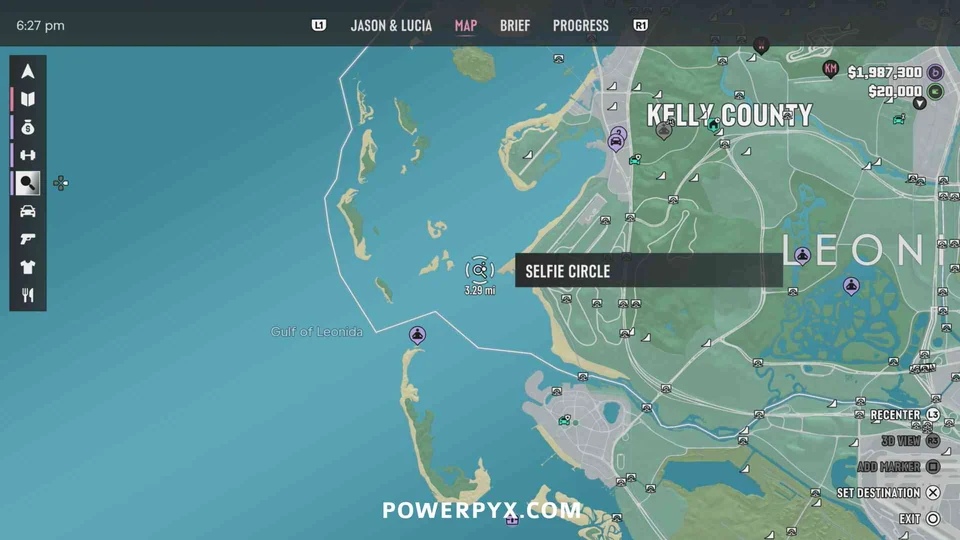 6:27 pm
L1 JASON & LUCIA MAP BRIEF PROGRESS R1
KM
$1,987,300
$20,000
KELLY COUNTY
LEONI
SELFIE CIRCLE
3.29 mi
Gulf of Leonida
RECENTER L3
3D VIEW R3
ADD MARKER
SET DESTINATION
EXIT
POWERPYX.COM